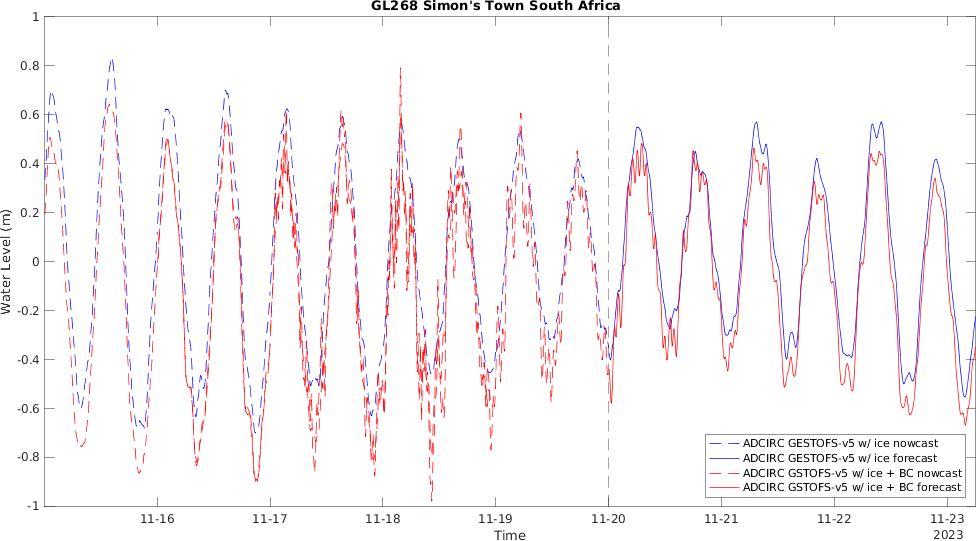 GL268 Simon's Town South Africa
1
0.8
0.6
0.4
0.2
0
-0.2
-0.4
-0.6
-0.8
-1
Water Level (m)
ADCIRC GESTOFS-v5 w/ ice nowcast
ADCIRC GESTOFS-v5 w/ ice forecast
ADCIRC GSTOFS-v5 w/ ice + BC nowcast
ADCIRC GSTOFS-v5 w/ ice + BC forecast
11-16 11-17 11-18 11-19 11-20 11-21 11-22 11-23
Time 2023